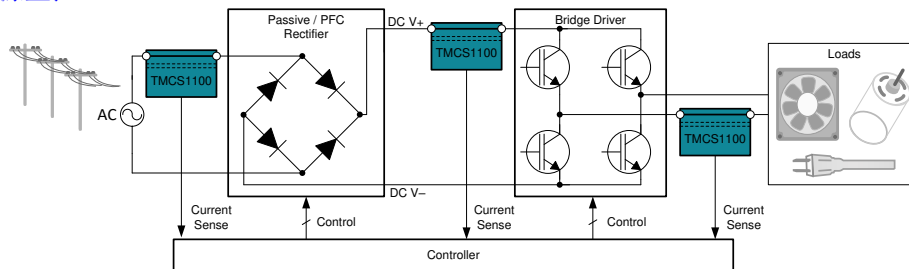 Passive / PFC
Rectifier
DC V+
Bridge Driver
Loads
TMCS1100
TMCS1100
TMCS1100
AC
DC V–
Current
Sense
Control
Current
Sense
Control
Current
Sense
Controller